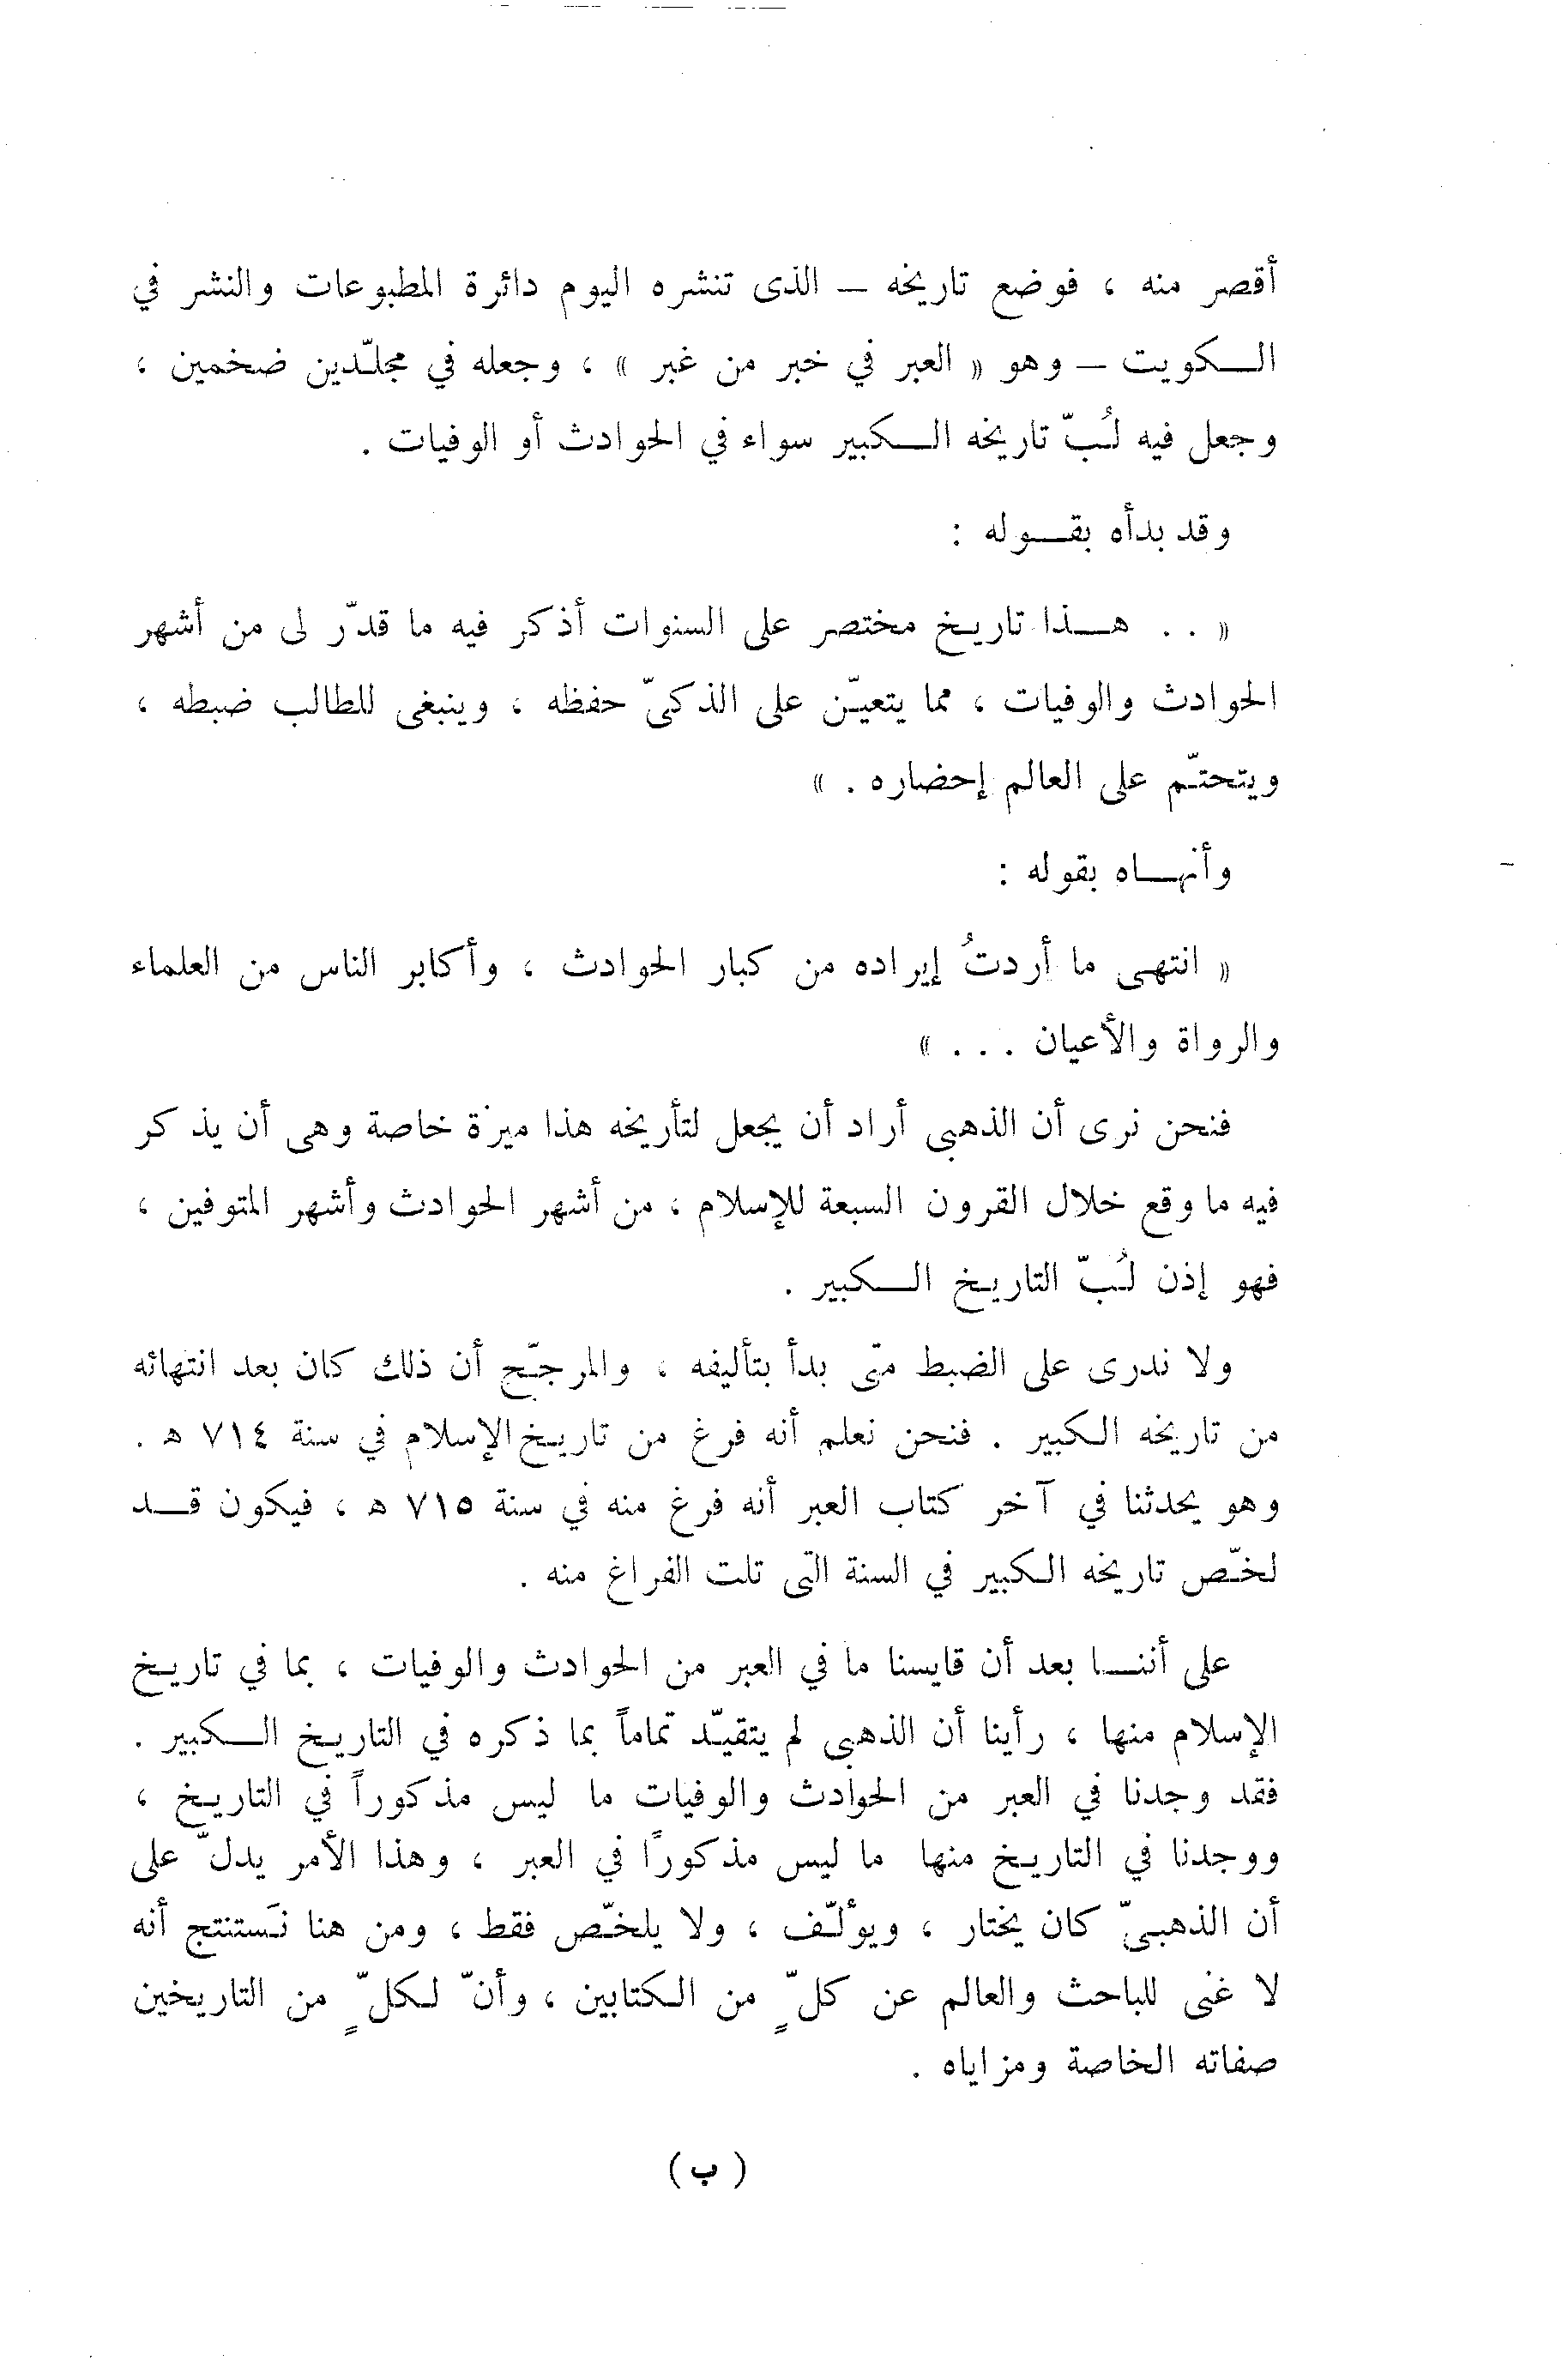 أقصر منه ، فوضع تاريخه – الذى تنشره اليوم دائرة المطبوعات والنشر في
الكويت – وهو « العبر في خبر من غبر » ، وجعله في مجلّدين ضخمين ،
وجعل فيه لُبّ تاريخه الكبير سواء في الحوادث أو الوفيات .
وقد بدأه بقوله :
« . . هذا تاريخ مختصر على السنوات أذكر فيه ما قدّر لى من أشهر
الحوادث والوفيات ، مما يتعيّن على الذكىّ حفظه ، وينبغى للطالب ضبطه ،
ويتحتّم على العالم إحضاره . »
وأنهاه بقوله :
« انتهى ما أردتُ إيراده من كبار الحوادث ، وأكابر الناس من العلماء
والرواة والأعيان . . . »
فنحن نرى أن الذهبى أراد أن يجعل لتأريخه هذا ميزة خاصة وهى أن يذكر
فيه ما وقع خلال القرون السبعة للإسلام ، من أشهر الحوادث وأشهر المتوفين ،
فهو إذن لُبّ التاريخ الكبير .
ولا ندرى على الضبط متى بدأ بتأليفه ، والمرجّح أن ذلك كان بعد انتهائه
من تاريخه الكبير . فنحن نعلم أنه فرغ من تاريخ الإسلام في سنة ٧١٤ ه .
وهو يحدثنا في آخر كتاب العبر أنه فرغ منه في سنة ٧١٥ ه ، فيكون قد
لخّص تاريخه الكبير في السنة التى تلت الفراغ منه .
على أننا بعد أن قايسنا ما في العبر من الحوادث والوفيات ، بما في تاريخ
الإسلام منها ، رأينا أن الذهبى لم يتقيّد تماماً بما ذكره في التاريخ الكبير .
فقد وجدنا في العبر من الحوادث والوفيات ما ليس مذكوراً في التاريخ ،
ووجدنا في التاريخ منها ما ليس مذكوراً في العبر ، وهذا الأمر يدلّ على
أن الذهبىّ كان يختار ، ويؤلّف ، ولا يلخّص فقط ، ومن هنا نَستنتج أنه
لا غنى للباحث والعالم عن كلّ من الكتابين ، وأنّ لكلّ من التاريخين
صفاته الخاصة ومزاياه .
( ب )